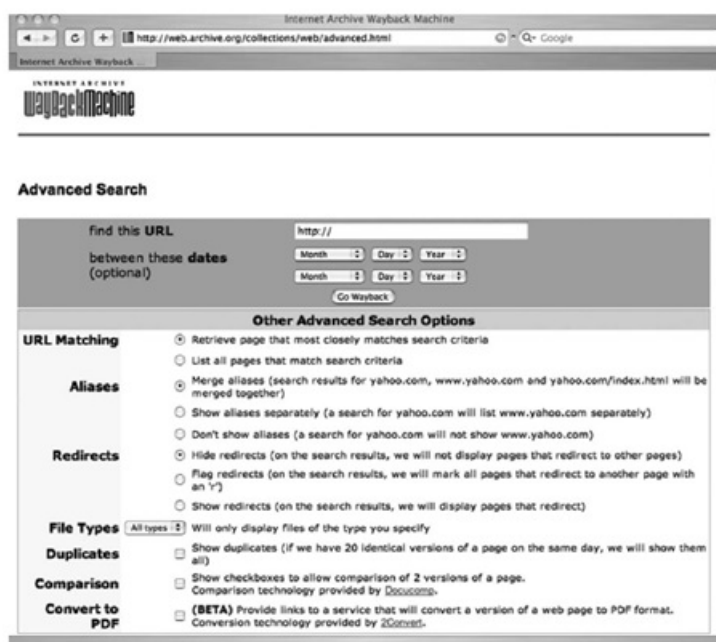 Internet Archive Wayback Machine
http://web.archive.org/collections/web/advanced.html
Google
Internet Archive Wayback ...
INTERNET ARCHIVE
WayBackMachine
Advanced Search
find this URL
http://
between these dates
(optional)
Month Day Year
Month Day Year
Go Wayback
Other Advanced Search Options
URL Matching
Retrieve page that most closely matches search criteria
List all pages that match search criteria
Aliases
Merge aliases (search results for yahoo.com, www.yahoo.com and yahoo.com/index.html will be
merged together)
Show aliases separately (a search for yahoo.com will list www.yahoo.com separately)
Don't show aliases (a search for yahoo.com will not show www.yahoo.com)
Redirects
Hide redirects (on the search results, we will not display pages that redirect to other pages)
Flag redirects (on the search results, we will mark all pages that redirect to another page with
an 'r')
Show redirects (on the search results, we will display pages that redirect)
File Types
All types
Will only display files of the type you specify
Duplicates
Show duplicates (if we have 20 identical versions of a page on the same day, we will show them
all)
Comparison
Show checkboxes to allow comparison of 2 versions of a page.
Comparison technology provided by Docucomp.
Convert to
PDF
(BETA) Provide links to a service that will convert a version of a web page to PDF format.
Conversion technology provided by 2Convert.